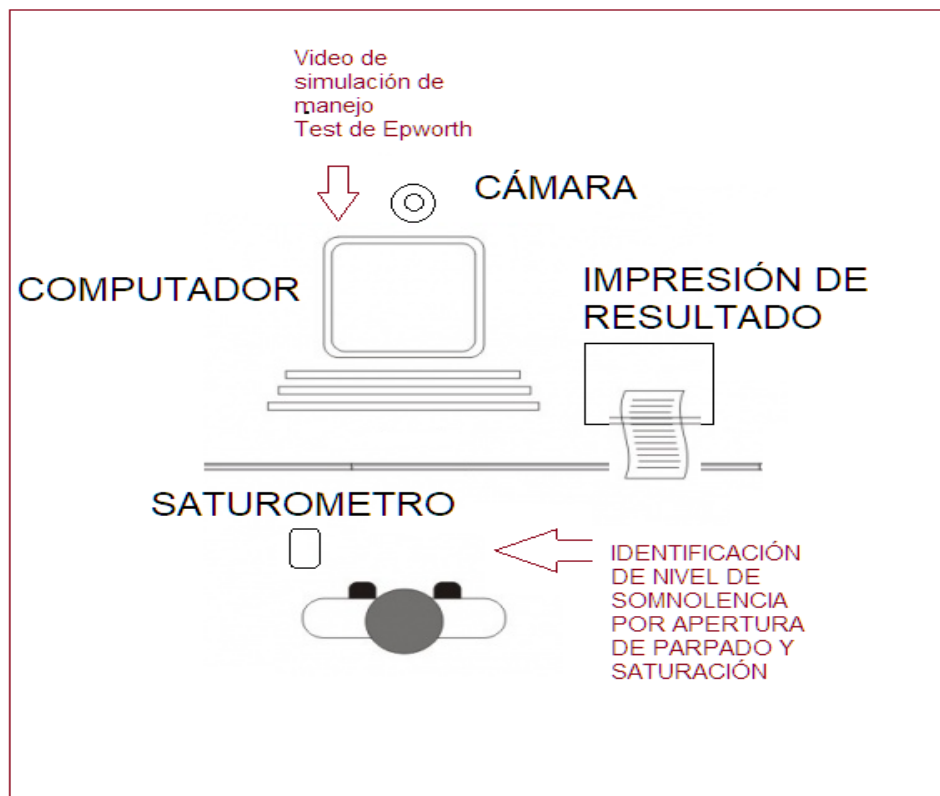 Video de
simulación de
manejo
Test de Epworth
CÁMARA
COMPUTADOR
IMPRESIÓN DE
RESULTADO
SATUROMETRO
IDENTIFICACIÓN
DE NIVEL DE
SOMNOLENCIA
POR APERTURA
DE PARPADO Y
SATURACIÓN